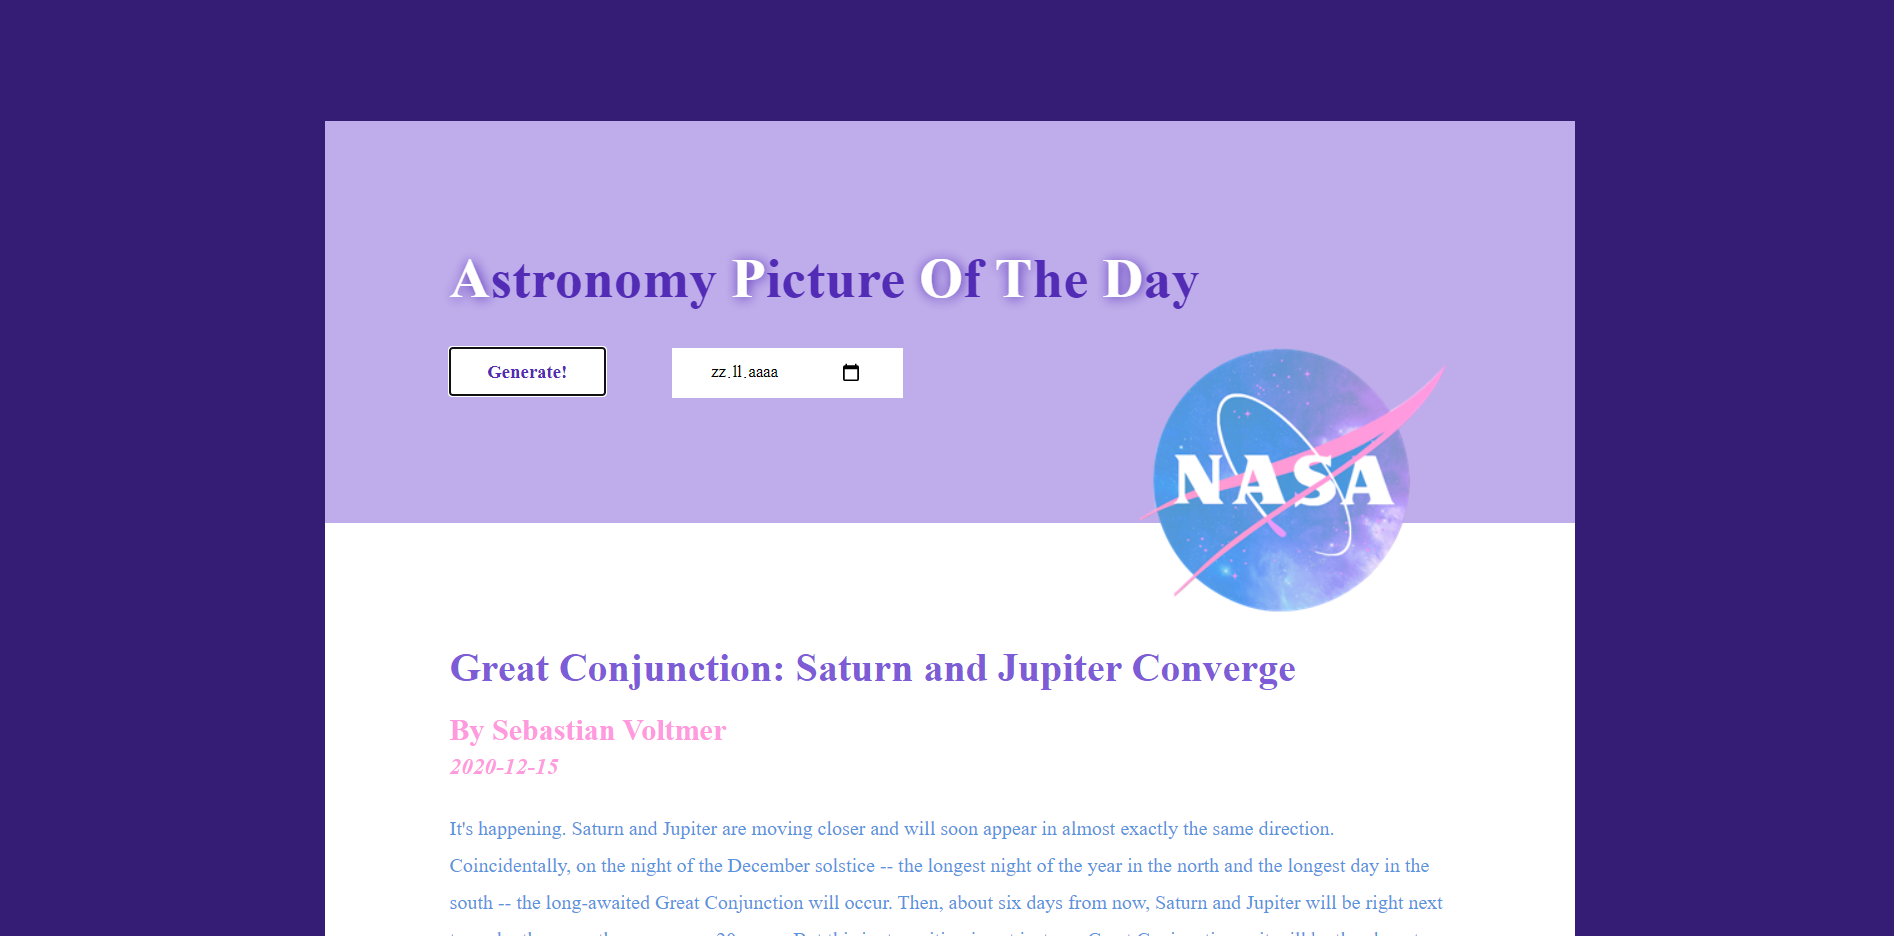 Astronomy Picture Of The Day
Generate!
zz.ll.aaaa
NASA
Great Conjunction: Saturn and Jupiter Converge
By Sebastian Voltmer
2020-12-15
It's happening. Saturn and Jupiter are moving closer and will soon appear in almost exactly the same direction.
Coincidentally, on the night of the December solstice -- the longest night of the year in the north and the longest day in the
south -- the long-awaited Great Conjunction will occur. Then, about six days from now, Saturn and Jupiter will be right next